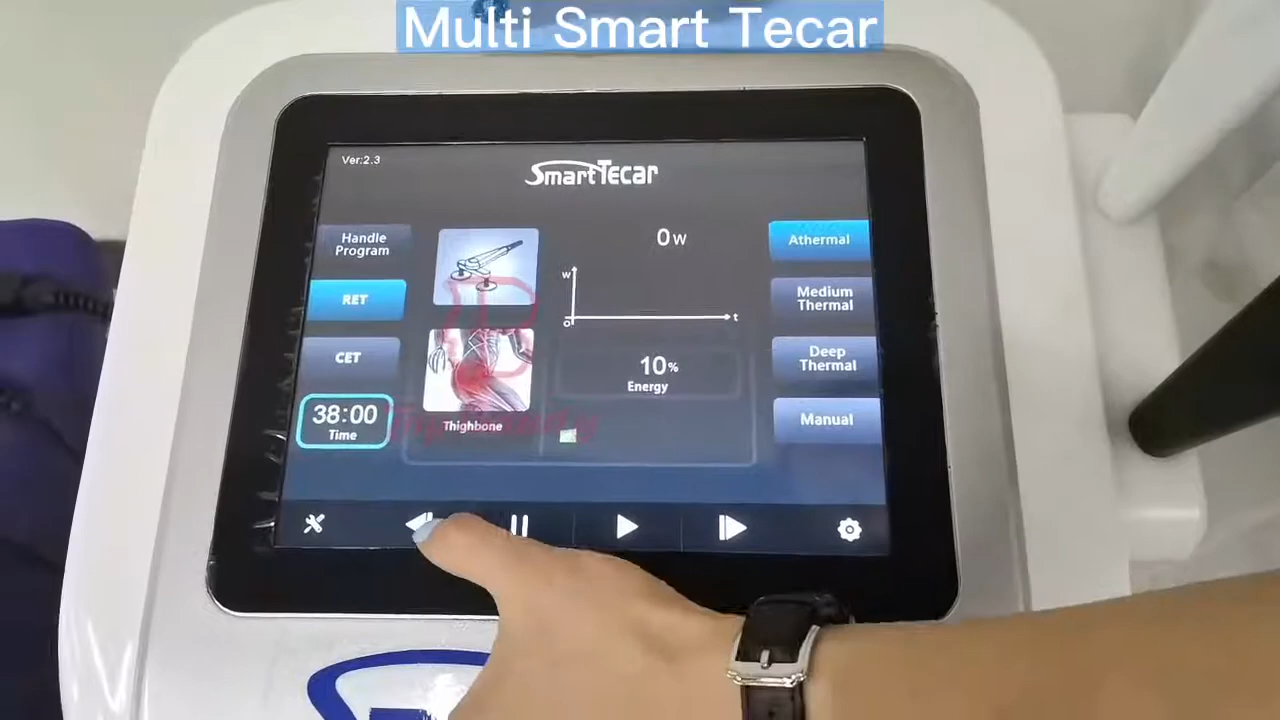 Multi Smart Tecar
Ver:2.3
SmartTecar
Handle
Program
RET
CET
38:00
Time
Thighbone
0W
W
0
t
10%
Energy
Athermal
Medium
Thermal
Deep
Thermal
Manual